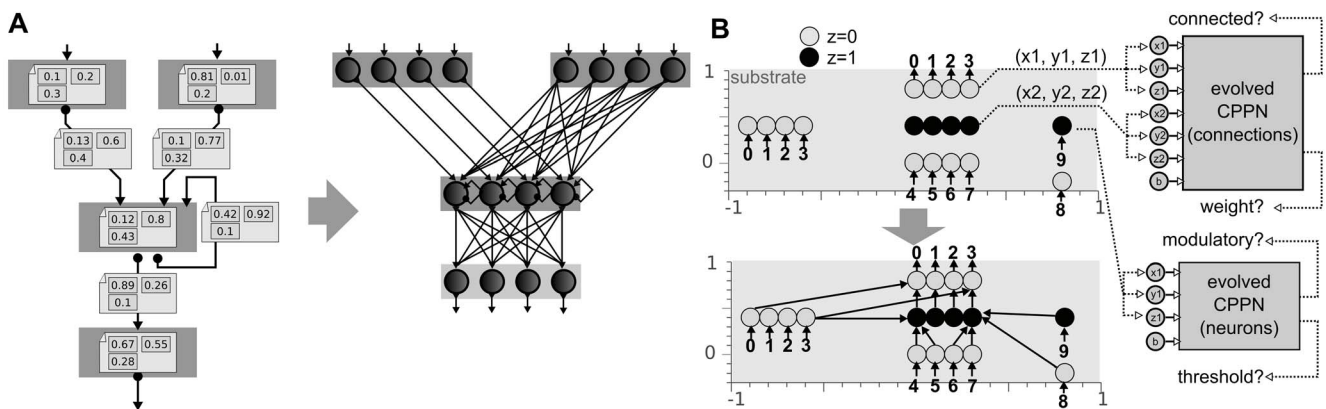 A
0.1 0.2
0.3
0.81 0.01
0.2
0.13 0.6
0.4
0.1 0.77
0.32
0.12 0.8
0.43
0.42 0.92
0.1
0.89 0.26
0.1
0.67 0.55
0.28
B
z=0
z=1
substrate
1
0
-1
1
0 1 2 3
0 1 2 3
4 5 6 7
9
8
(x1, y1, z1)
(x2, y2, z2)
connected?
x1
y1
z1
x2
y2
z2
b
evolved
CPPN
(connections)
weight?
1
0
-1
1
0 1 2 3
0 1 2 3
4 5 6 7
9
8
modulatory?
x1
y1
z1
b
evolved
CPPN
(neurons)
threshold?